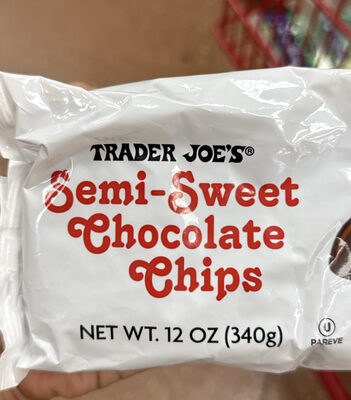 TRADER JOE'S®
Semi-Sweet
Chocolate
Chips
NET WT. 12 OZ (340g)
U
PAREVE